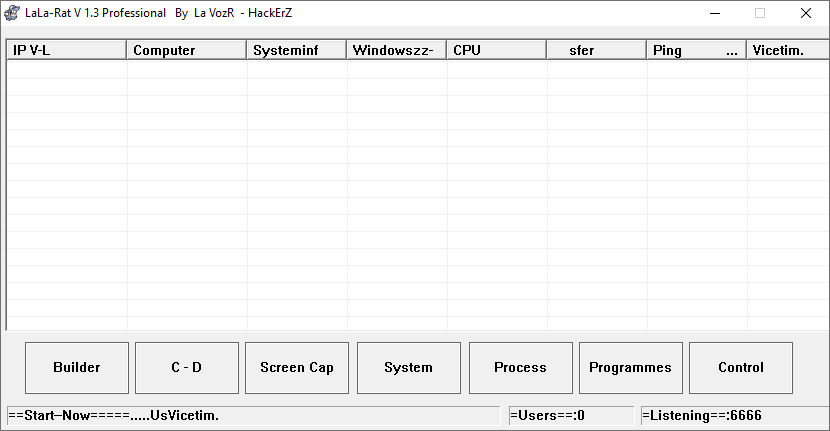 LaLa-Rat V 1.3 Professional By La VozR - HackErZ
IP V-L Computer Systeminf Windowszz- CPU sfer Ping ... Vicetim.
Builder C - D Screen Cap System Process Programmes Control
==Start--Now=====.....UsVicetim. =Users==:0 =Listening==:6666